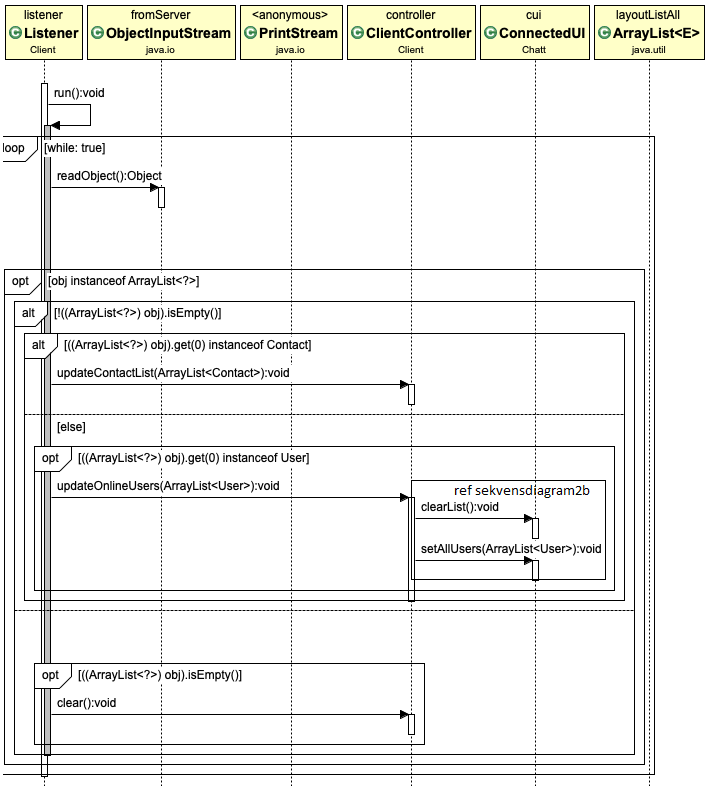 listener
Listener
Client
fromServer
ObjectInputStream
java.io
<anonymous>
PrintStream
java.io
controller
ClientController
Client
cui
ConnectedUI
Chatt
layoutListAll
ArrayList<E>
java.util
run():void
loop [while: true]
readObject():Object
opt [obj instanceof ArrayList<?>]
alt [!((ArrayList<?>) obj).isEmpty()]
alt [((ArrayList<?>) obj).get(0) instanceof Contact]
updateContactList(ArrayList<Contact>):void
[else]
opt [((ArrayList<?>) obj).get(0) instanceof User]
updateOnlineUsers(ArrayList<User>):void
ref sekvensdiagram2b
clearList():void
setAllUsers(ArrayList<User>):void
opt [((ArrayList<?>) obj).isEmpty()]
clear():void